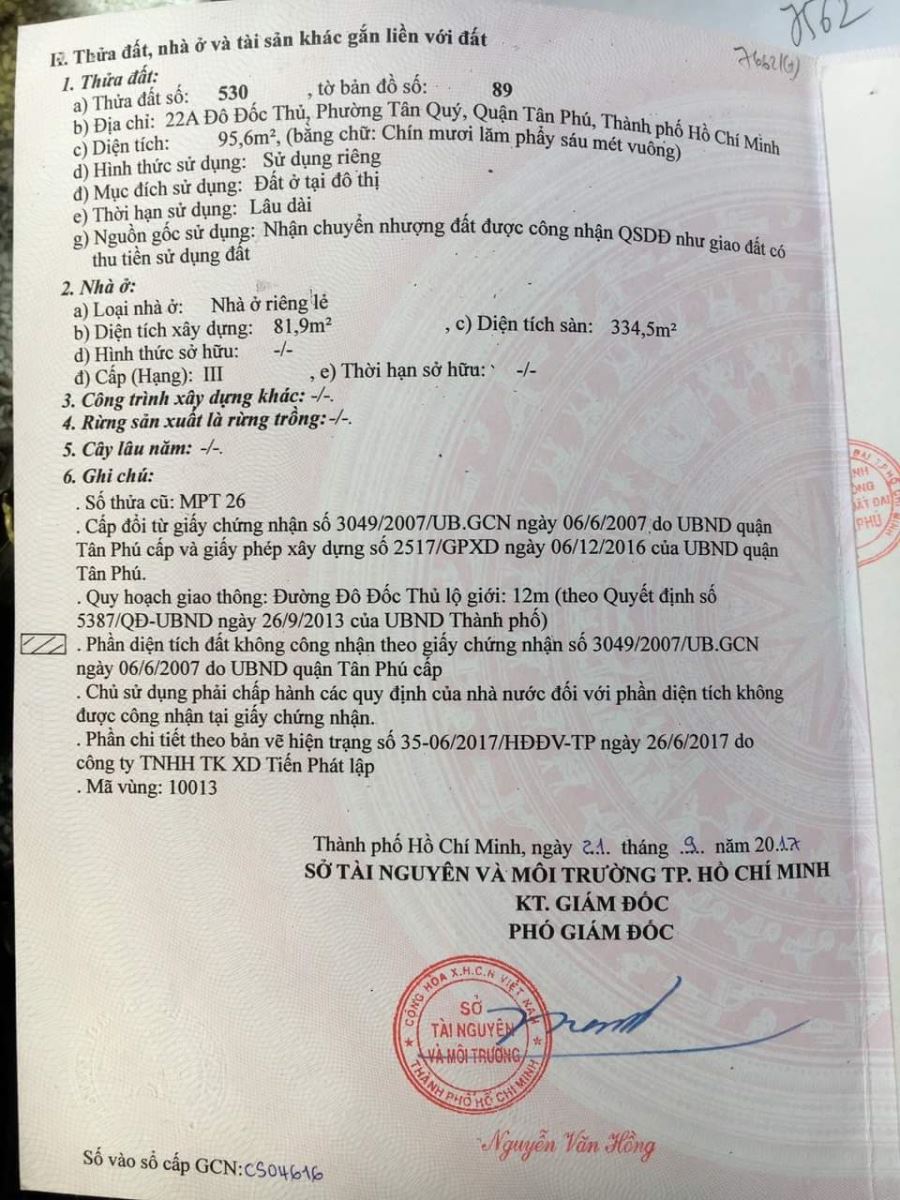 7562
7662(G)
II. Thửa đất, nhà ở và tài sản khác gắn liền với đất
1. Thửa đất:
a) Thửa đất số: 530 , tờ bản đồ số: 89
b) Địa chỉ: 22A Đô Đốc Thủ, Phường Tân Quý, Quận Tân Phú, Thành phố Hồ Chí Minh
c) Diện tích: 95,6m², (bằng chữ: Chín mươi lăm phẩy sáu mét vuông)
d) Hình thức sử dụng: Sử dụng riêng
đ) Mục đích sử dụng: Đất ở tại đô thị
e) Thời hạn sử dụng: Lâu dài
g) Nguồn gốc sử dụng: Nhận chuyển nhượng đất được công nhận QSDĐ như giao đất có
thu tiền sử dụng đất
2. Nhà ở:
a) Loại nhà ở: Nhà ở riêng lẻ
b) Diện tích xây dựng: 81,9m² , c) Diện tích sàn: 334,5m²
d) Hình thức sở hữu: -/-
đ) Cấp (Hạng): III , e) Thời hạn sở hữu: -/-
3. Công trình xây dựng khác: -/-.
4. Rừng sản xuất là rừng trồng:-/-.
5. Cây lâu năm: -/-.
6. Ghi chú:
. Số thửa cũ: MPT 26
. Cấp đổi từ giấy chứng nhận số 3049/2007/UB.GCN ngày 06/6/2007 do UBND quận
Tân Phú cấp và giấy phép xây dựng số 2517/GPXD ngày 06/12/2016 của UBND quận
Tân Phú.
. Quy hoạch giao thông: Đường Đô Đốc Thủ lộ giới: 12m (theo Quyết định số
5387/QĐ-UBND ngày 26/9/2013 của UBND Thành phố)
. Phần diện tích đất không công nhận theo giấy chứng nhận số 3049/2007/UB.GCN
ngày 06/6/2007 do UBND quận Tân Phú cấp
. Chủ sử dụng phải chấp hành các quy định của nhà nước đối với phần diện tích không
được công nhận tại giấy chứng nhận.
. Phần chi tiết theo bản vẽ hiện trạng số 35-06/2017/HĐĐV-TP ngày 26/6/2017 do
công ty TNHH TK XD Tiến Phát lập
. Mã vùng: 10013
Thành phố Hồ Chí Minh, ngày 21 tháng 9 năm 2017
SỞ TÀI NGUYÊN VÀ MÔI TRƯỜNG TP. HỒ CHÍ MINH
KT. GIÁM ĐỐC
PHÓ GIÁM ĐỐC
CỘNG HÒA X.H.C.N VIỆT NAM
SỞ
TÀI NGUYÊN
VÀ MÔI TRƯỜNG
THÀNH PHỐ HỒ CHÍ MINH
Nguyễn Văn Hồng
Số vào sổ cấp GCN:CS04616
ĐẤT ĐAI
PHÚ